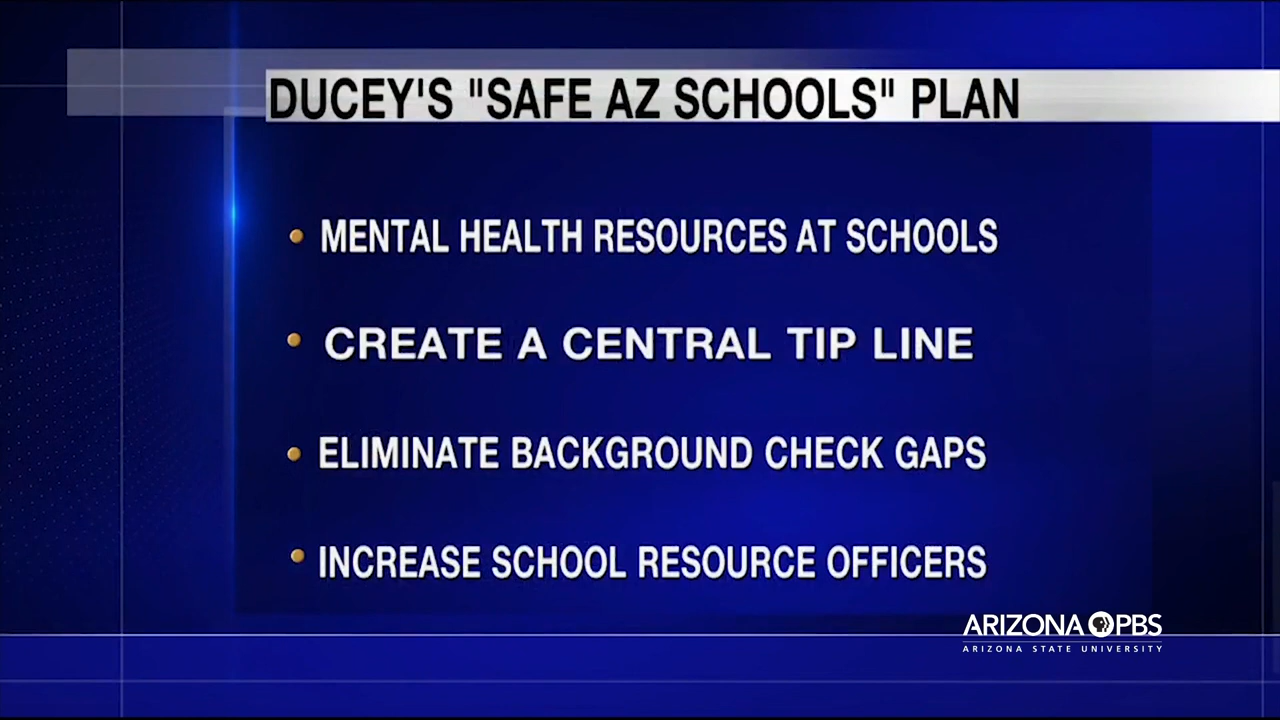 DUCEY'S "SAFE AZ SCHOOLS" PLAN
• MENTAL HEALTH RESOURCES AT SCHOOLS
• CREATE A CENTRAL TIP LINE
• ELIMINATE BACKGROUND CHECK GAPS
• INCREASE SCHOOL RESOURCE OFFICERS
ARIZONA PBS
ARIZONA STATE UNIVERSITY